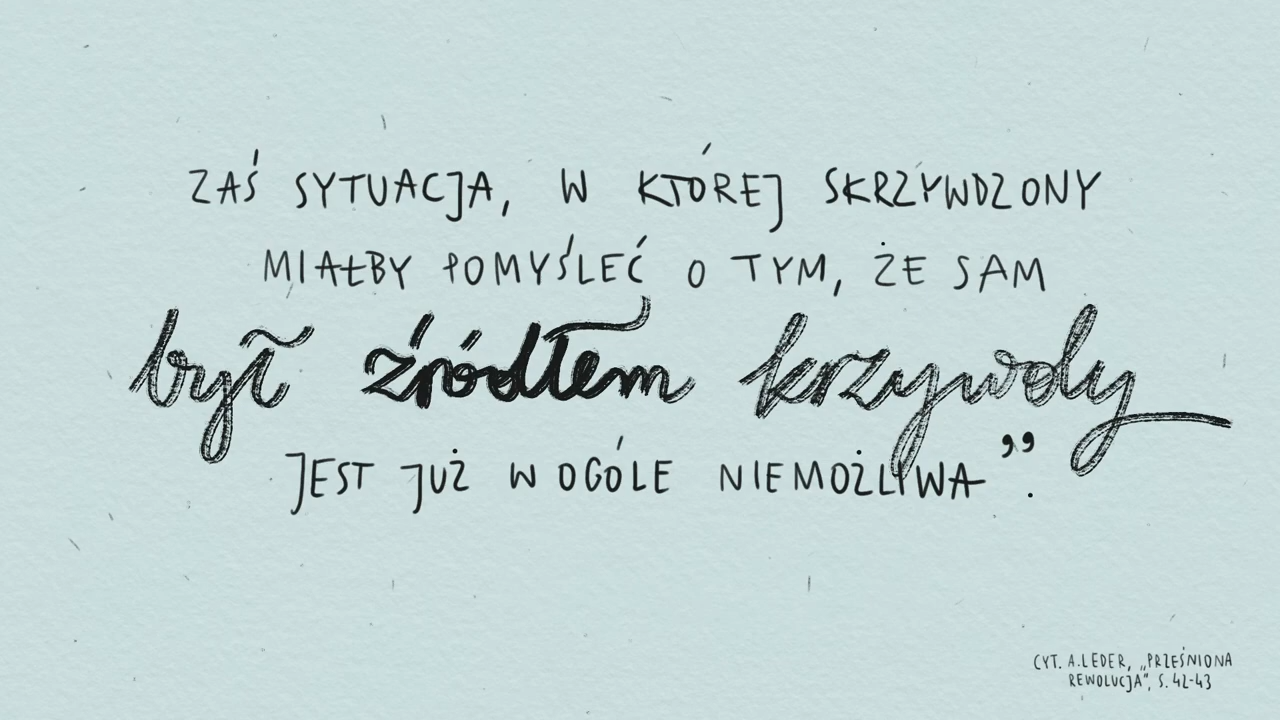 ZAŚ SYTUACJA, W KTÓREJ SKRZYWDZONY
MIAŁBY POMYŚLEĆ O TYM, ŻE SAM
był źródłem krzywdy
JEST JUŻ W OGÓLE NIEMOŻLIWA”.
CYT. A.LEDER, „PRZEŚNIONA
REWOLUCJA”, S. 42-43